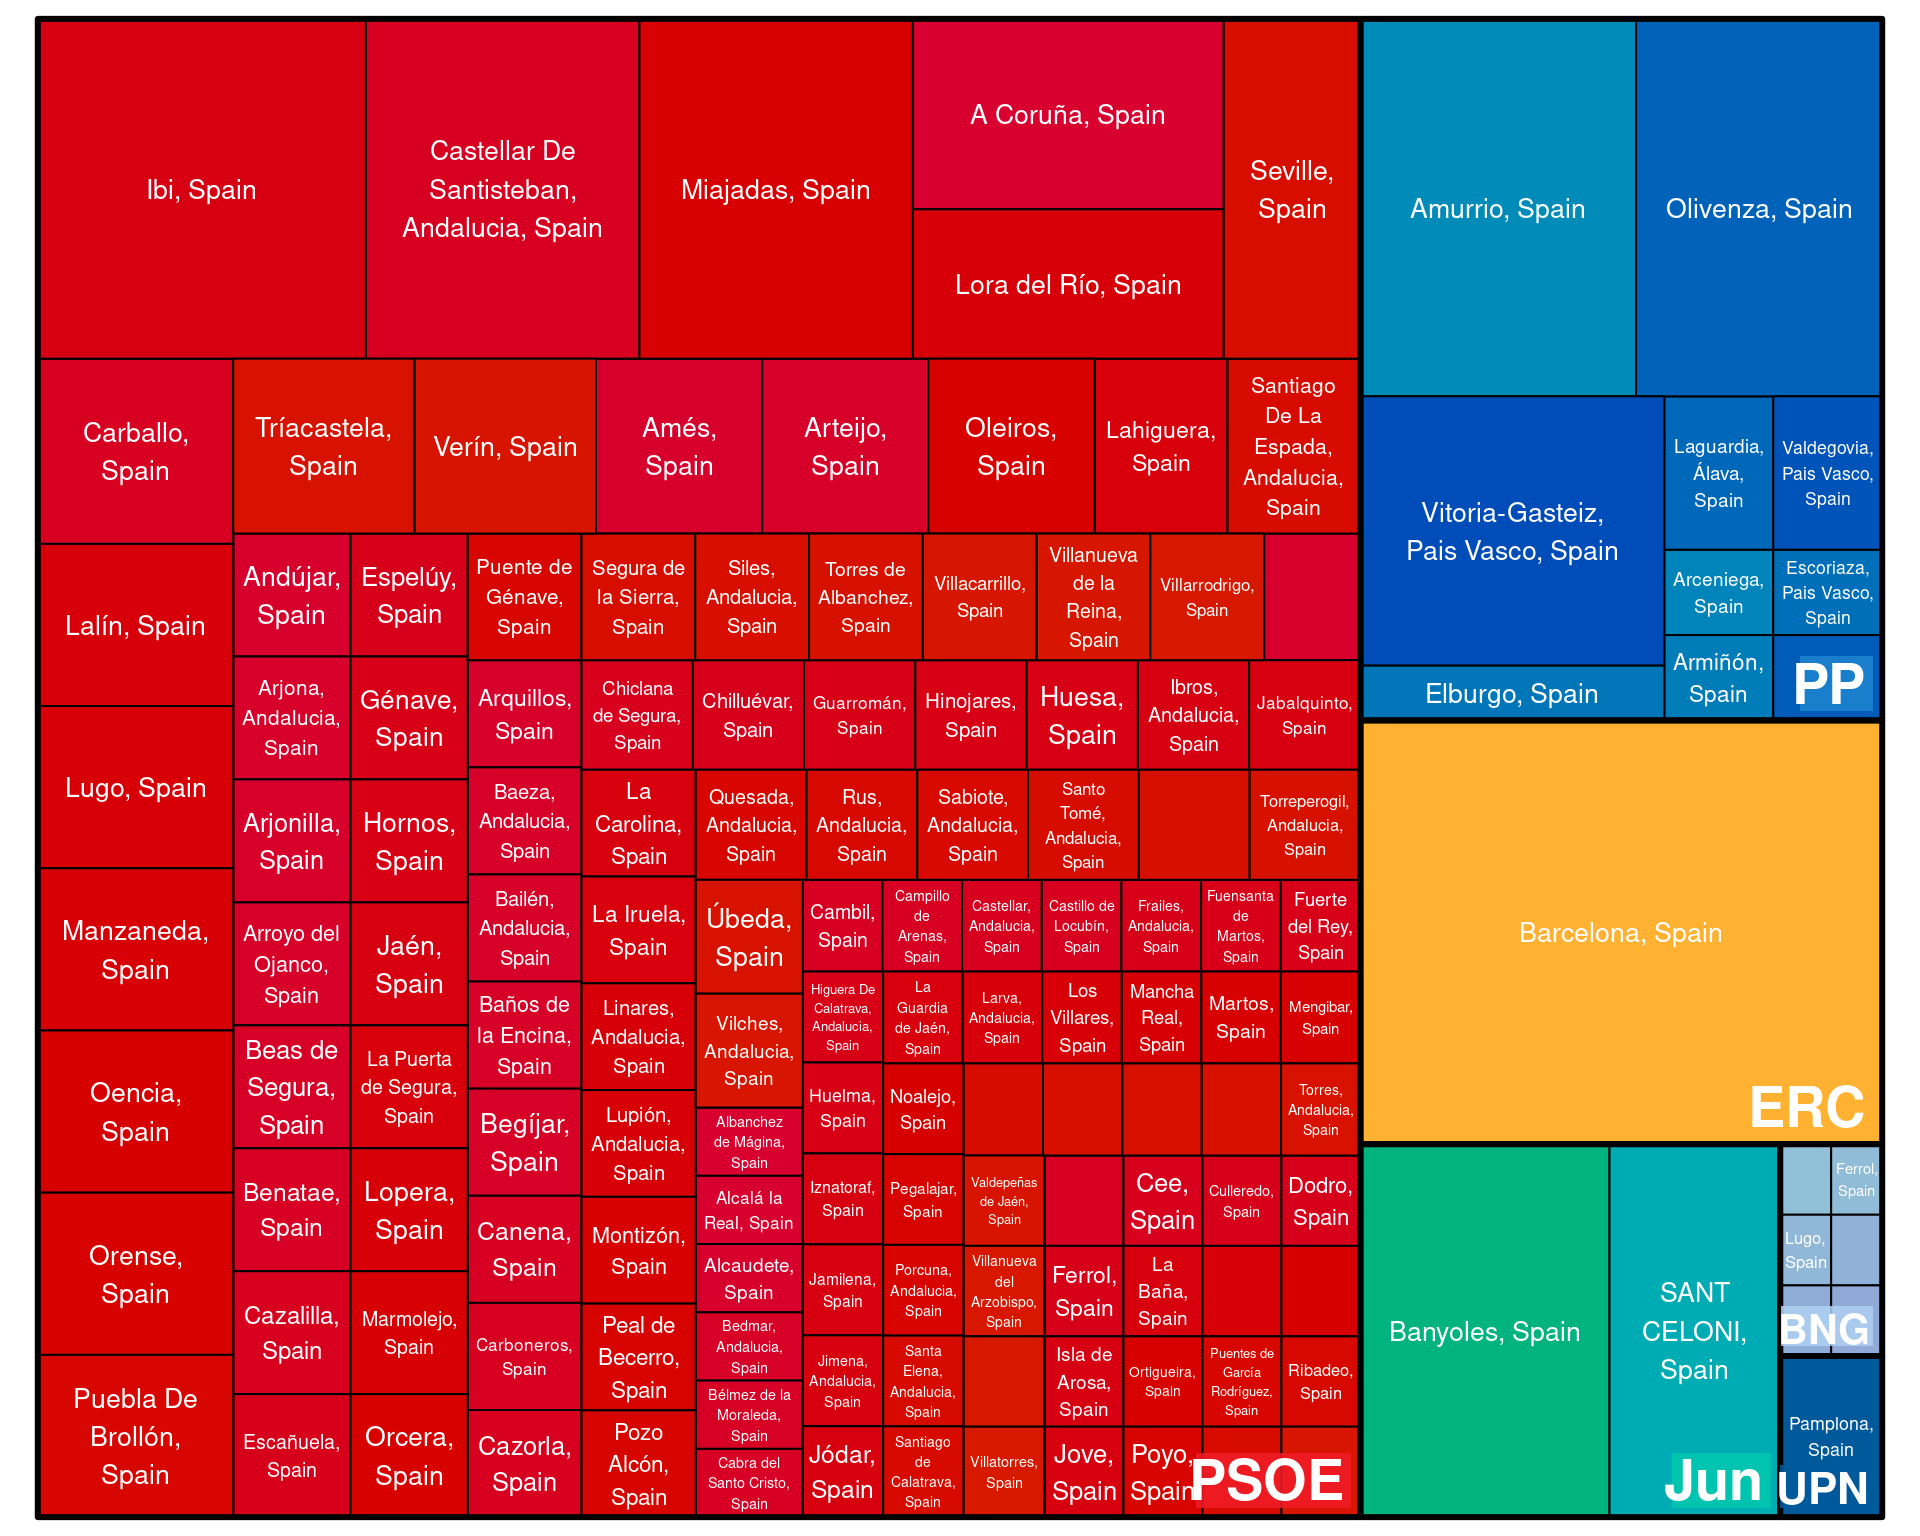 Ibi, Spain
Castellar De
Santisteban,
Andalucia, Spain
Miajadas, Spain
A Coruña, Spain
Lora del Río, Spain
Seville,
Spain
Carballo,
Spain
Tríacastela,
Spain
Verín, Spain
Amés,
Spain
Arteijo,
Spain
Oleiros,
Spain
Lahiguera,
Spain
Santiago
De La
Espada,
Andalucia,
Spain
Lalín, Spain
Lugo, Spain
Manzaneda,
Spain
Oencia,
Spain
Orense,
Spain
Puebla De
Brollón,
Spain
Andújar,
Spain
Arjona,
Andalucia,
Spain
Arjonilla,
Spain
Arroyo del
Ojanco,
Spain
Beas de
Segura,
Spain
Benatae,
Spain
Cazalilla,
Spain
Escañuela,
Spain
Espelúy,
Spain
Génave,
Spain
Hornos,
Spain
Jaén,
Spain
La Puerta
de Segura,
Spain
Lopera,
Spain
Marmolejo,
Spain
Orcera,
Spain
Puente de
Génave,
Spain
Segura de
la Sierra,
Spain
Siles,
Andalucia,
Spain
Torres de
Albanchez,
Spain
Villacarrillo,
Spain
Villanueva
de la
Reina,
Spain
Villarrodrigo,
Spain
Arquillos,
Spain
Baeza,
Andalucia,
Spain
Bailén,
Andalucia,
Spain
Baños de
la Encina,
Spain
Begíjar,
Spain
Canena,
Spain
Carboneros,
Spain
Cazorla,
Spain
Chiclana
de Segura,
Spain
Chilluévar,
Spain
Guarromán,
Spain
Hinojares,
Spain
Huesa,
Spain
Ibros,
Andalucia,
Spain
Jabalquinto,
Spain
La
Carolina,
Spain
La Iruela,
Spain
Linares,
Andalucia,
Spain
Lupión,
Andalucia,
Spain
Montizón,
Spain
Peal de
Becerro,
Spain
Pozo
Alcón,
Spain
Quesada,
Andalucia,
Spain
Rus,
Andalucia,
Spain
Sabiote,
Andalucia,
Spain
Santo
Tomé,
Andalucia,
Spain
Torreperogil,
Andalucia,
Spain
Úbeda,
Spain
Vilches,
Andalucia,
Spain
Albanchez
de Mágina,
Spain
Alcalá la
Real, Spain
Alcaudete,
Spain
Bedmar,
Andalucia,
Spain
Bélmez de la
Moraleda,
Spain
Cabra del
Santo Cristo,
Spain
Cambil,
Spain
Campillo
de
Arenas,
Spain
Castellar,
Andalucia,
Spain
Castillo de
Locubín,
Spain
Frailes,
Andalucia,
Spain
Fuensanta
de
Martos,
Spain
Fuerte
del Rey,
Spain
Higuera De
Calatrava,
Andalucia,
Spain
La
Guardia
de Jaén,
Spain
Larva,
Andalucia,
Spain
Los
Villares,
Spain
Mancha
Real,
Spain
Martos,
Spain
Mengibar,
Spain
Huelma,
Spain
Noalejo,
Spain
Torres,
Andalucia,
Spain
Iznatoraf,
Spain
Pegalajar,
Spain
Valdepeñas
de Jaén,
Spain
Cee,
Spain
Culleredo,
Spain
Dodro,
Spain
Jamilena,
Spain
Porcuna,
Andalucia,
Spain
Villanueva
del
Arzobispo,
Spain
Ferrol,
Spain
La
Baña,
Spain
Jimena,
Andalucia,
Spain
Santa
Elena,
Andalucia,
Spain
Isla de
Arosa,
Spain
Ortigueira,
Spain
Puentes de
García
Rodríguez,
Spain
Ribadeo,
Spain
Jódar,
Spain
Santiago
de
Calatrava,
Spain
Villatorres,
Spain
Jove,
Spain
Poyo,
Spain
PSOE
Amurrio, Spain
Olivenza, Spain
Vitoria-Gasteiz,
Pais Vasco, Spain
Elburgo, Spain
Laguardia,
Álava,
Spain
Valdegovia,
Pais Vasco,
Spain
Arceniega,
Spain
Escoriaza,
Pais Vasco,
Spain
Armiñón,
Spain
PP
Barcelona, Spain
ERC
Banyoles, Spain
SANT
CELONI,
Spain
Jun
Ferrol,
Spain
Lugo,
Spain
BNG
Pamplona,
Spain
UPN